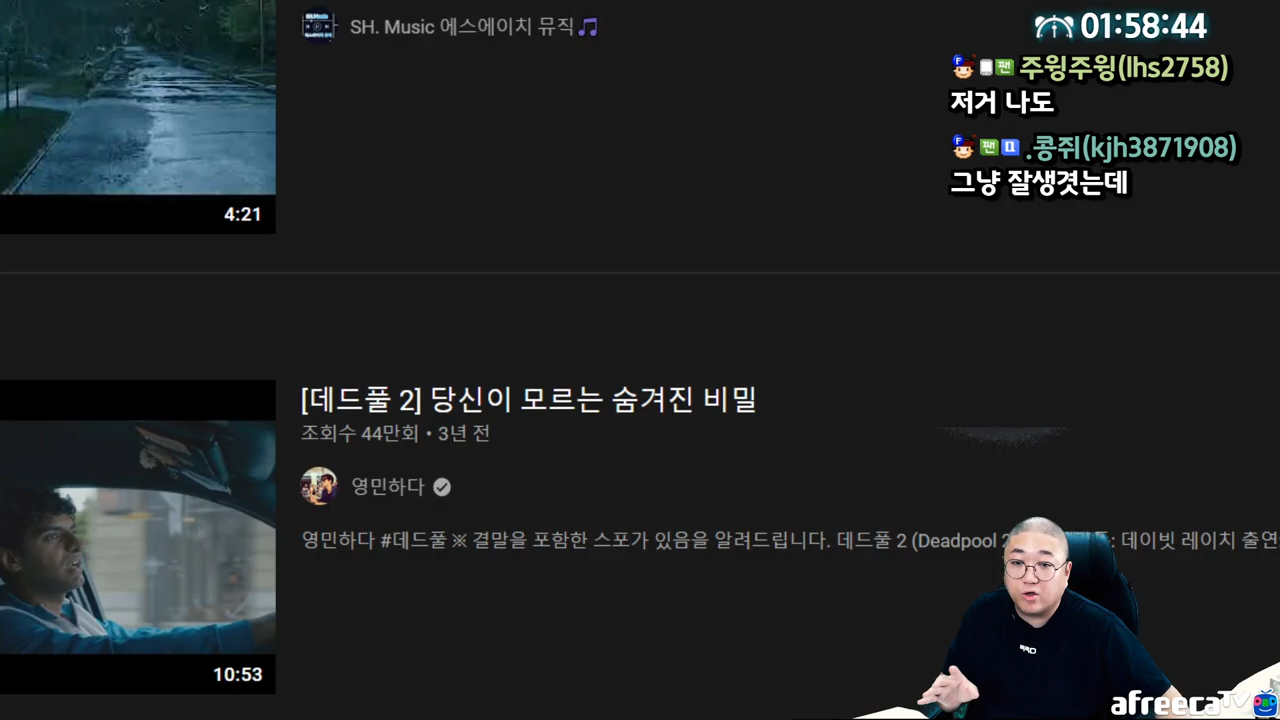 SH. Music 에스에이치 뮤직🎵
01:58:44
팬 주윙주윙(lhs2758)
저거 나도
팬 .콩쥐(kjh3871908)
그냥 잘생겻는데
4:21
[데드풀 2] 당신이 모르는 숨겨진 비밀
조회수 44만회 • 3년 전
영민하다
영민하다 #데드풀 ※ 결말을 포함한 스포가 있음을 알려드립니다. 데드풀 2 (Deadpool : 데이빗 레이치 출연
10:53
afreecaTV